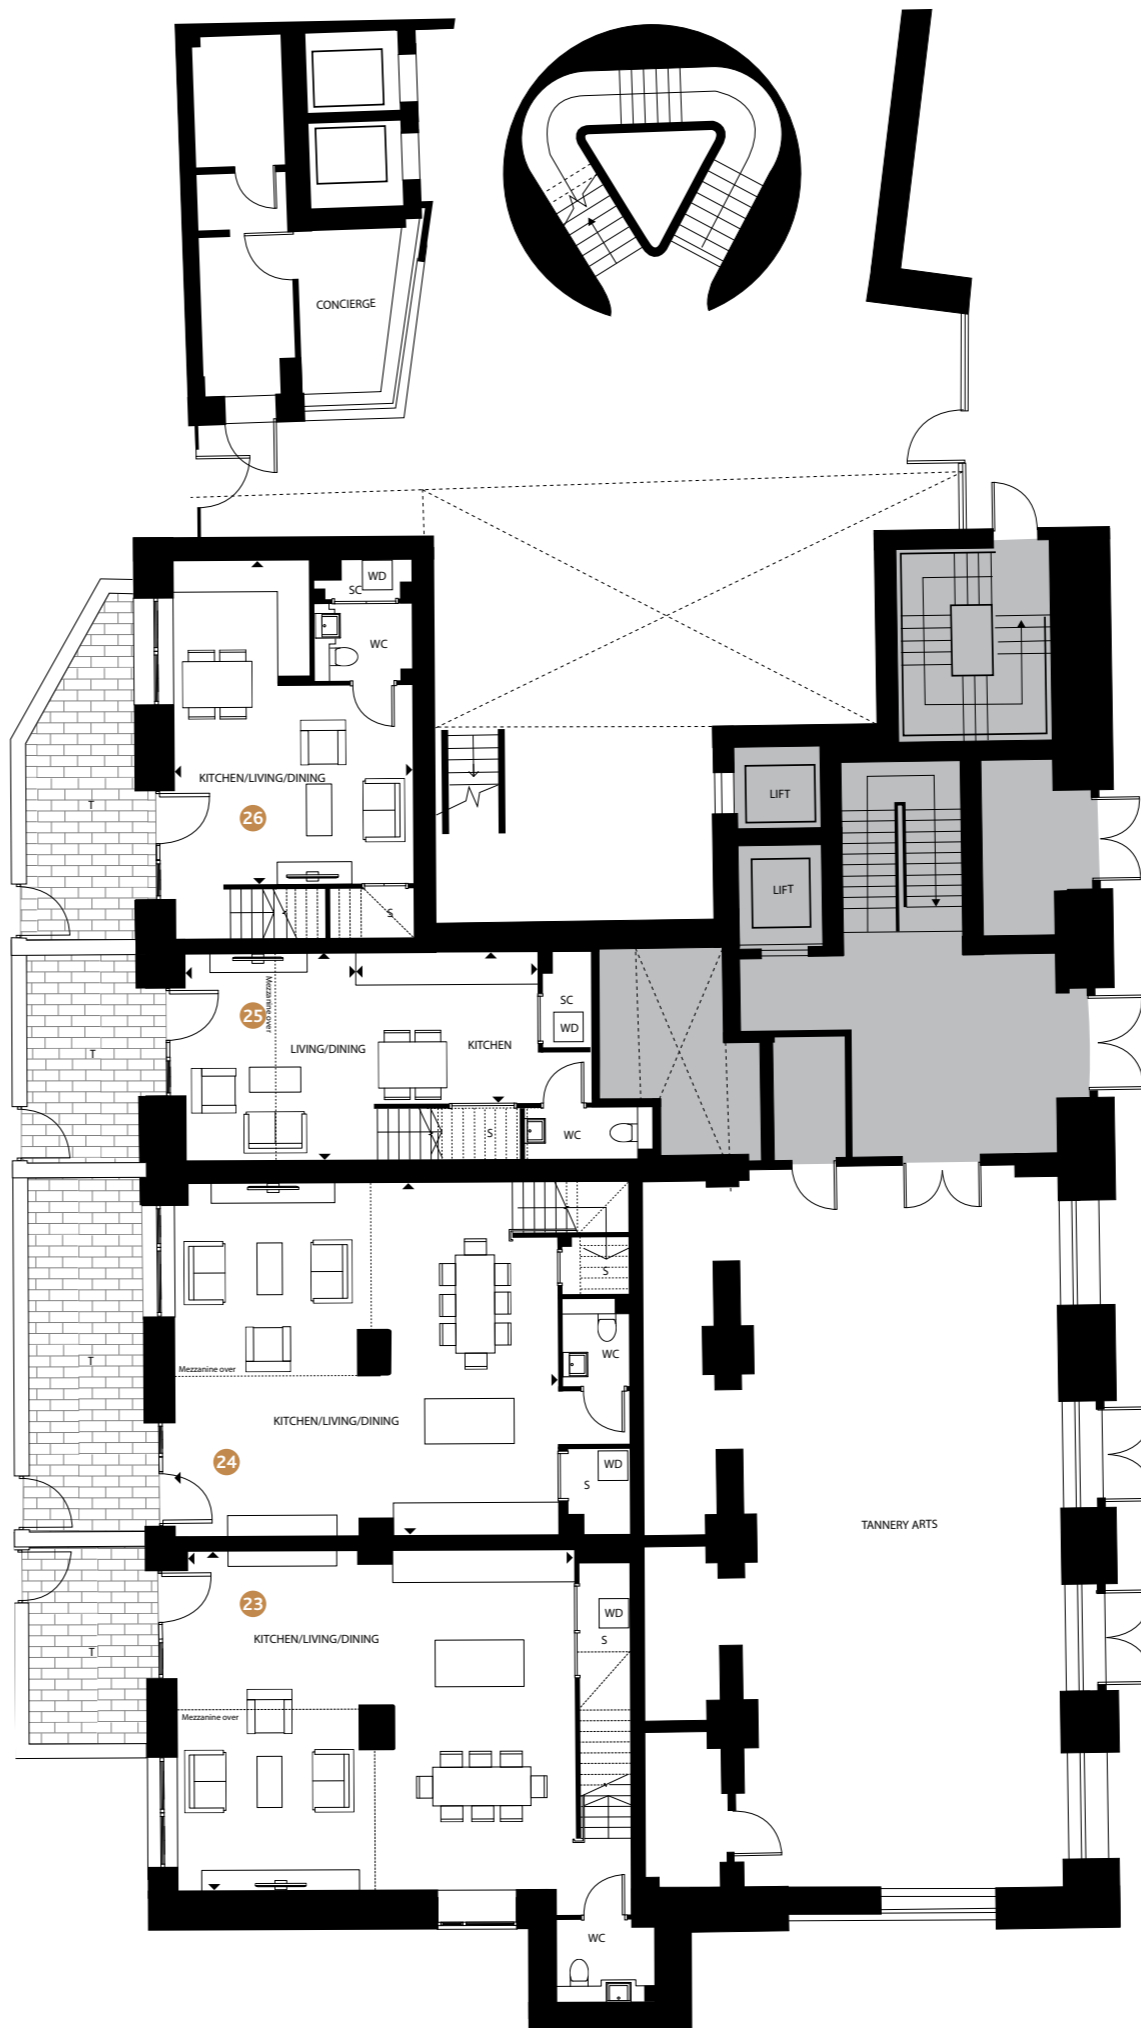 CONCIERGE
WD
SC
WC
KITCHEN/LIVING/DINING
T
26
LIFT
LIFT
S
25
Mezzanine over
SC
WD
LIVING/DINING
KITCHEN
T
S
WC
S
WC
T
Mezzanine over
KITCHEN/LIVING/DINING
24
WD
S
TANNERY ARTS
23
WD
KITCHEN/LIVING/DINING
S
T
Mezzanine over
WC